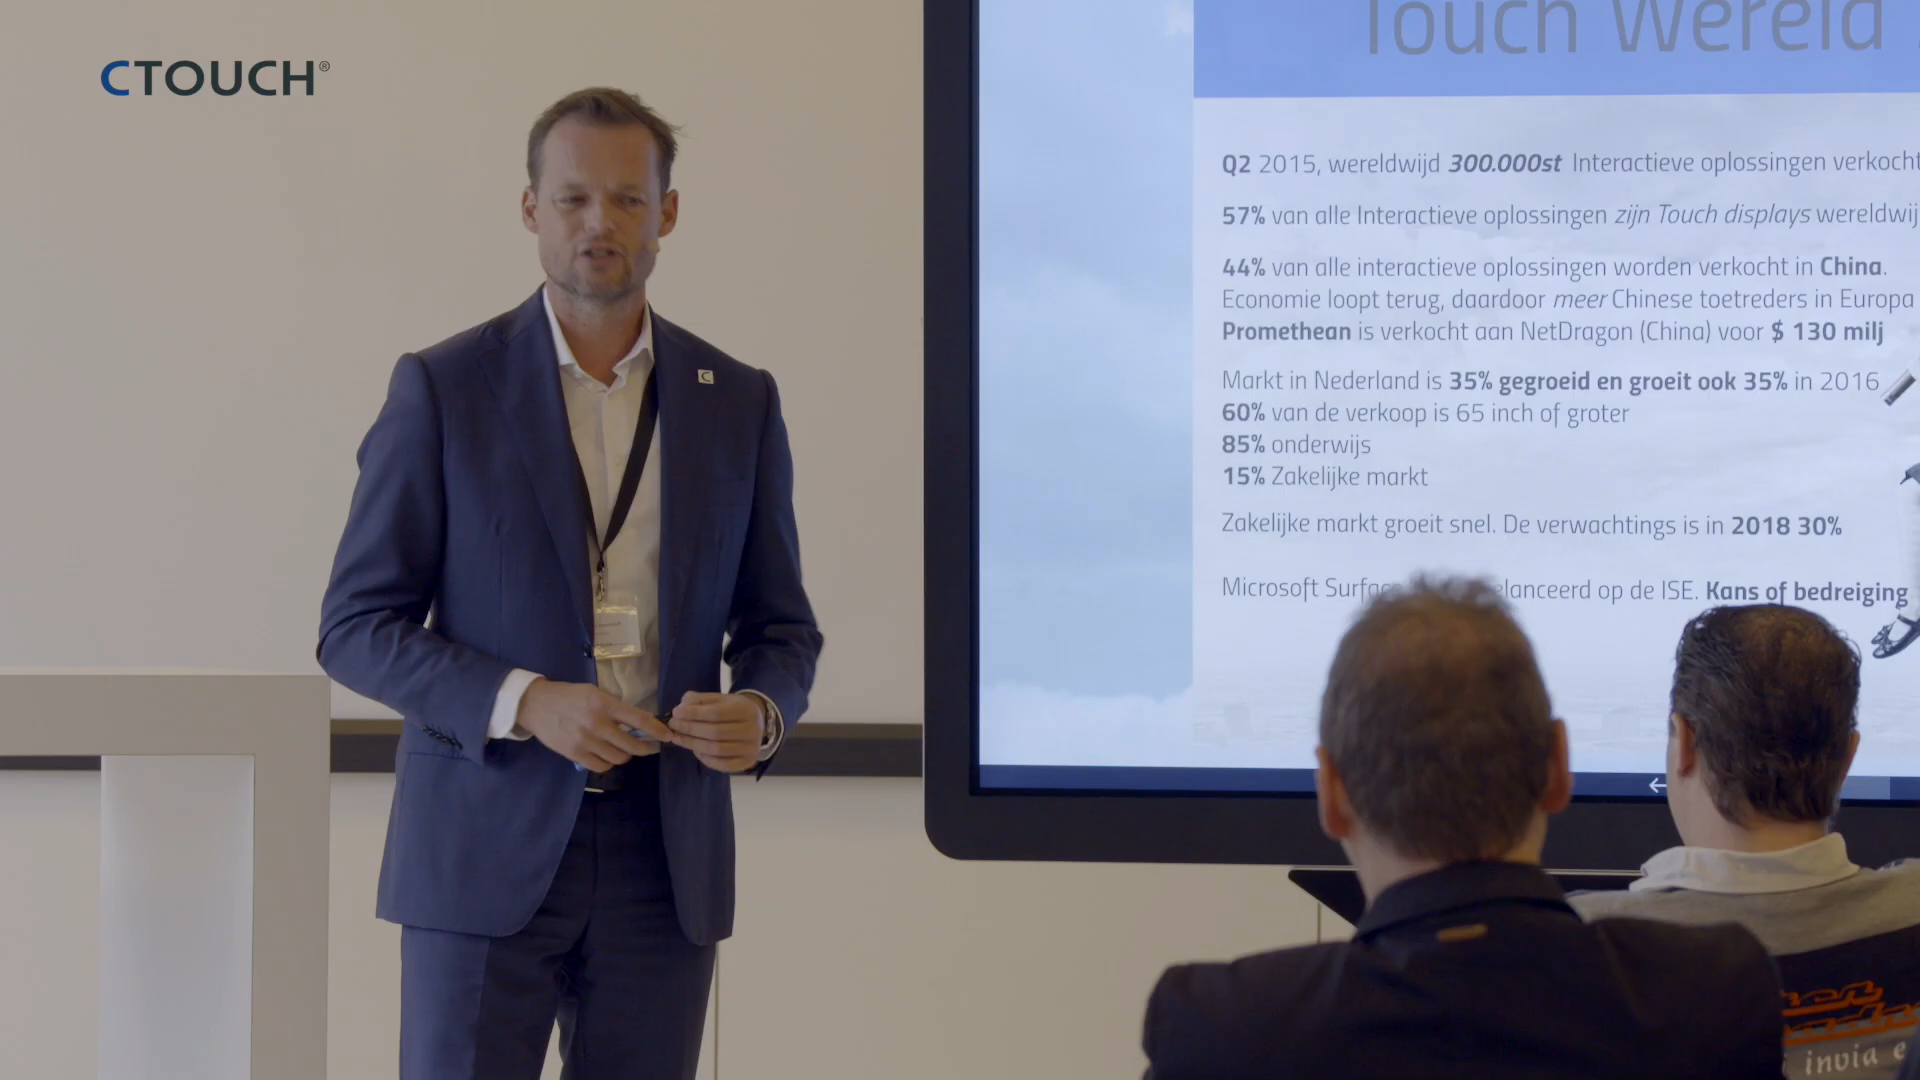 CTOUCH®
Touch Wereld
Q2 2015, wereldwijd 300.000st Interactieve oplossingen verkocht
57% van alle Interactieve oplossingen zijn Touch displays wereldwij
44% van alle interactieve oplossingen worden verkocht in China.
Economie loopt terug, daardoor meer Chinese toetreders in Europa
Promethean is verkocht aan NetDragon (China) voor $ 130 milj
Markt in Nederland is 35% gegroeid en groeit ook 35% in 2016
60% van de verkoop is 65 inch of groter
85% onderwijs
15% Zakelijke markt
Zakelijke markt groeit snel. De verwachtings is in 2018 30%
Microsoft Surfac elanceerd op de ISE. Kans of bedreiging
C
invia e